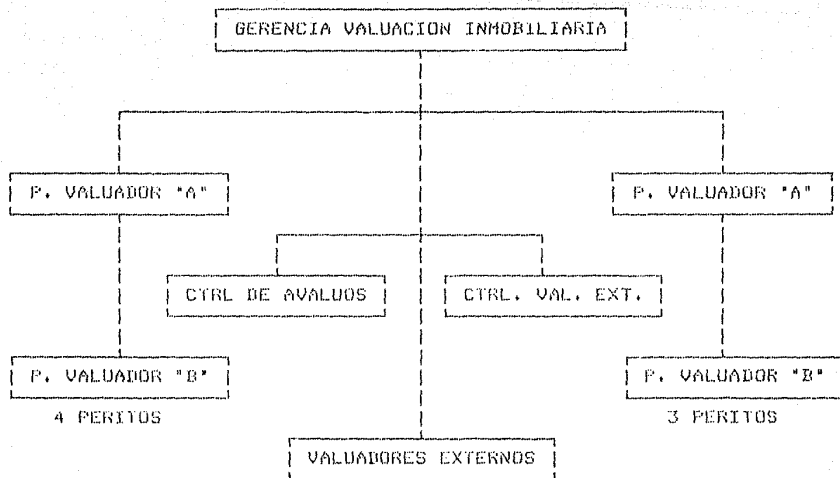 GERENCIA VALUACION INMOBILIARIA
P. VALUADOR "A"
P. VALUADOR "A"
CTRL DE AVALUOS
CTRL. VAL. EXT.
P. VALUADOR "B"
P. VALUADOR "B"
4 PERITOS
3 PERITOS
VALUADORES EXTERNOS